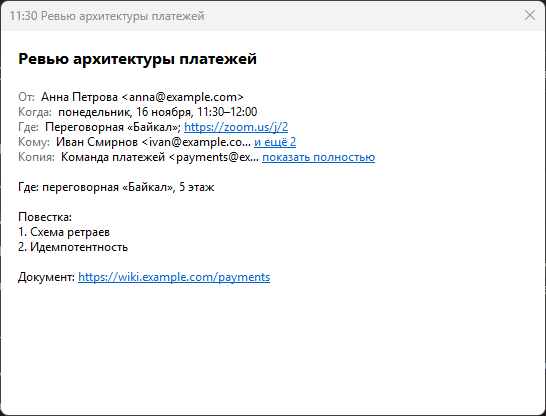 11:30 Ревью архитектуры платежей
Ревью архитектуры платежей
От: Анна Петрова <anna@example.com>
Когда: понедельник, 16 ноября, 11:30–12:00
Где: Переговорная «Байкал»; https://zoom.us/j/2
Кому: Иван Смирнов <ivan@example.co... и ещё 2
Копия: Команда платежей <payments@ex... показать полностью
Где: переговорная «Байкал», 5 этаж
Повестка:
1. Схема ретраев
2. Идемпотентность
Документ: https://wiki.example.com/payments